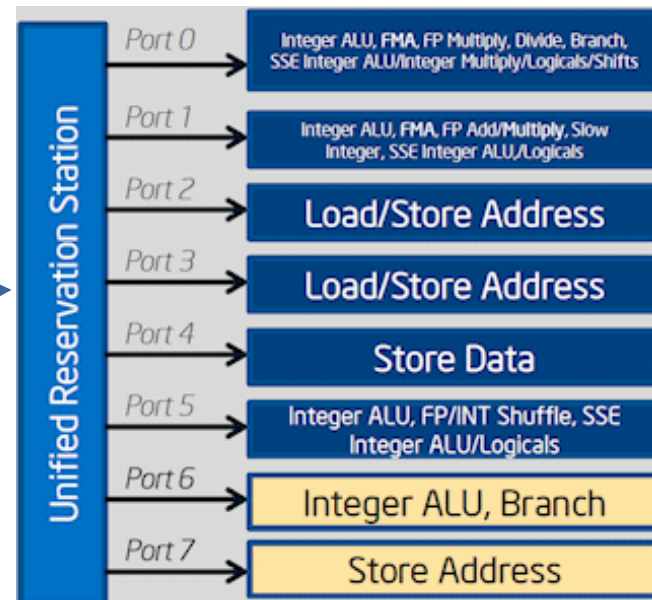 Unified Reservation Station
Port 0
Integer ALU, FMA, FP Multiply, Divide, Branch,
SSE Integer ALU/Integer Multiply/Logicals/Shifts
Port 1
Integer ALU, FMA, FP Add/Multiply, Slow
Integer, SSE Integer ALU,/Logicals
Port 2
Load/Store Address
Port 3
Load/Store Address
Port 4
Store Data
Port 5
Integer ALU, FP/INT Shuffle, SSE
Integer ALU/Logicals
Port 6
Integer ALU, Branch
Port 7
Store Address